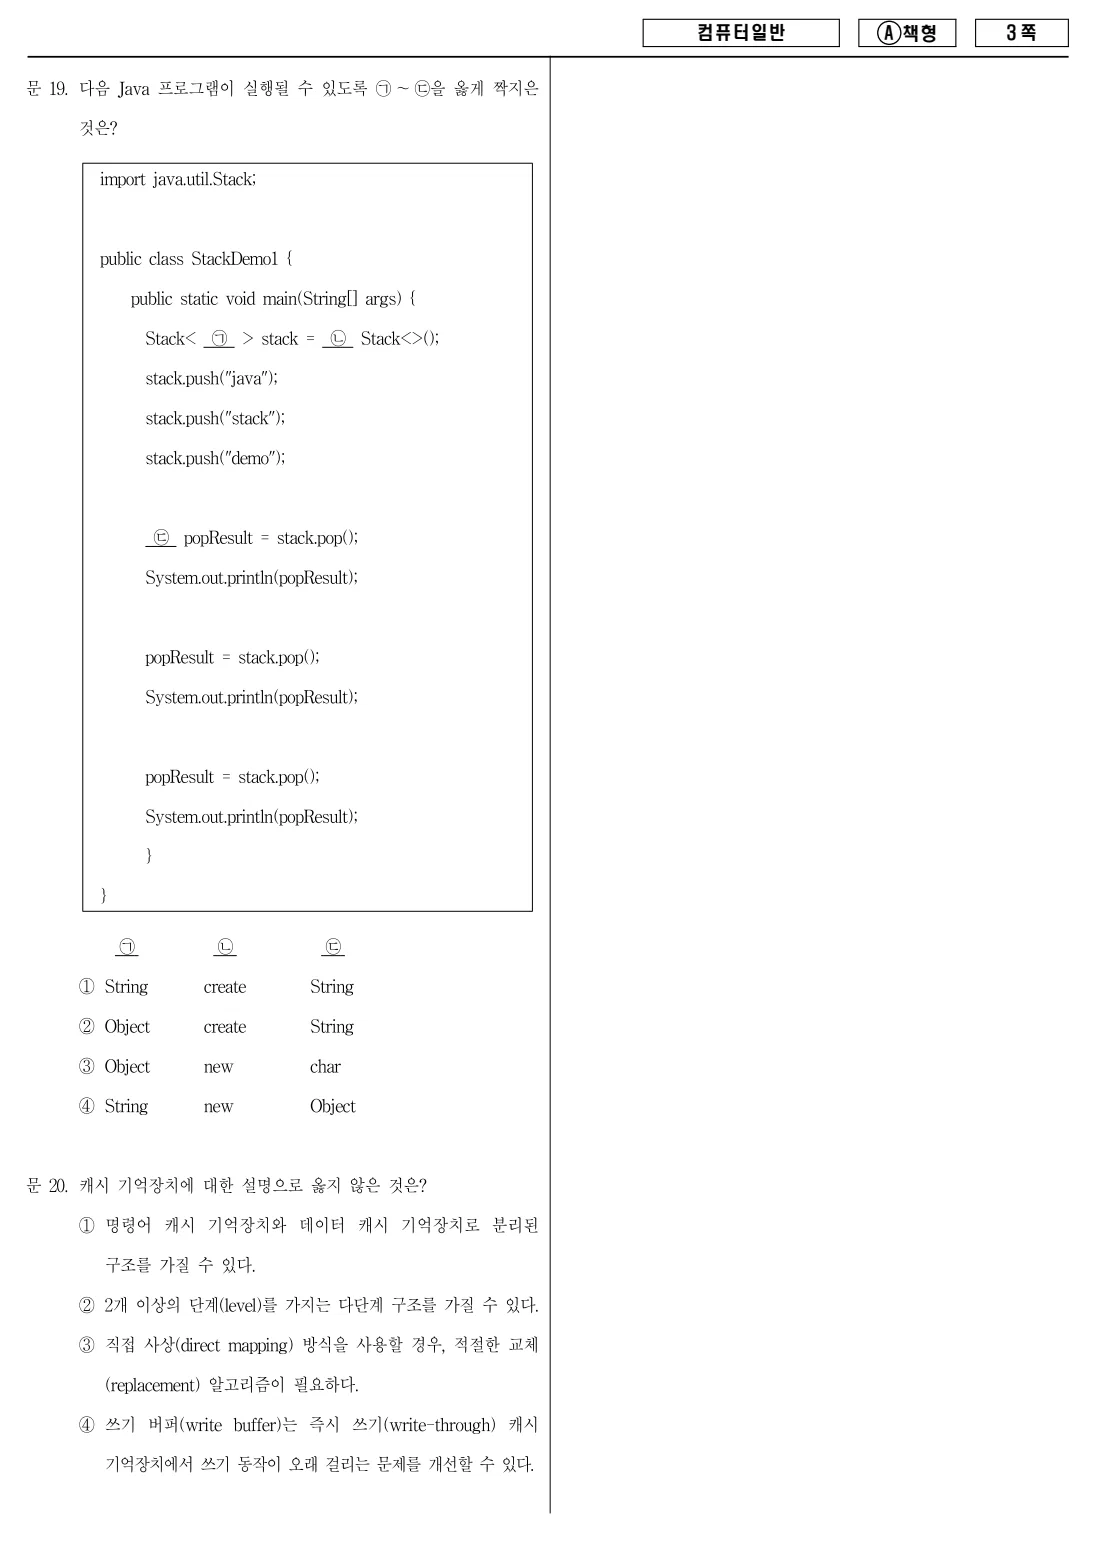 컴퓨터일반 Ⓐ책형 3쪽
문 19. 다음 Java 프로그램이 실행될 수 있도록 ㉠ ~ ㉢을 옳게 짝지은
것은?
import java.util.Stack;
public class StackDemo1 {
public static void main(String[] args) {
Stack< ㉠ > stack = ㉡ Stack<>();
stack.push("java");
stack.push("stack");
stack.push("demo");
㉢ popResult = stack.pop();
System.out.println(popResult);
popResult = stack.pop();
System.out.println(popResult);
popResult = stack.pop();
System.out.println(popResult);
}
}
㉠ ㉡ ㉢
① String create String
② Object create String
③ Object new char
④ String new Object
문 20. 캐시 기억장치에 대한 설명으로 옳지 않은 것은?
① 명령어 캐시 기억장치와 데이터 캐시 기억장치로 분리된
구조를 가질 수 있다.
② 2개 이상의 단계(level)를 가지는 다단계 구조를 가질 수 있다.
③ 직접 사상(direct mapping) 방식을 사용할 경우, 적절한 교체
(replacement) 알고리즘이 필요하다.
④ 쓰기 버퍼(write buffer)는 즉시 쓰기(write-through) 캐시
기억장치에서 쓰기 동작이 오래 걸리는 문제를 개선할 수 있다.